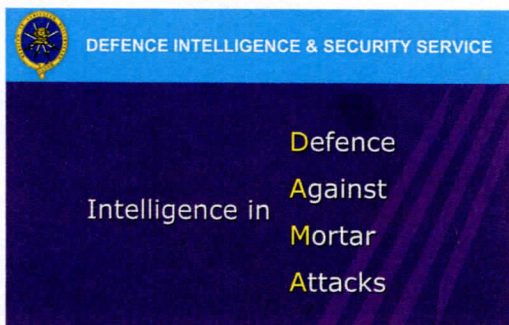 DEFENCE INTELLIGENCE & SECURITY SERVICE
Defence
Against
Intelligence in
Mortar
Attacks